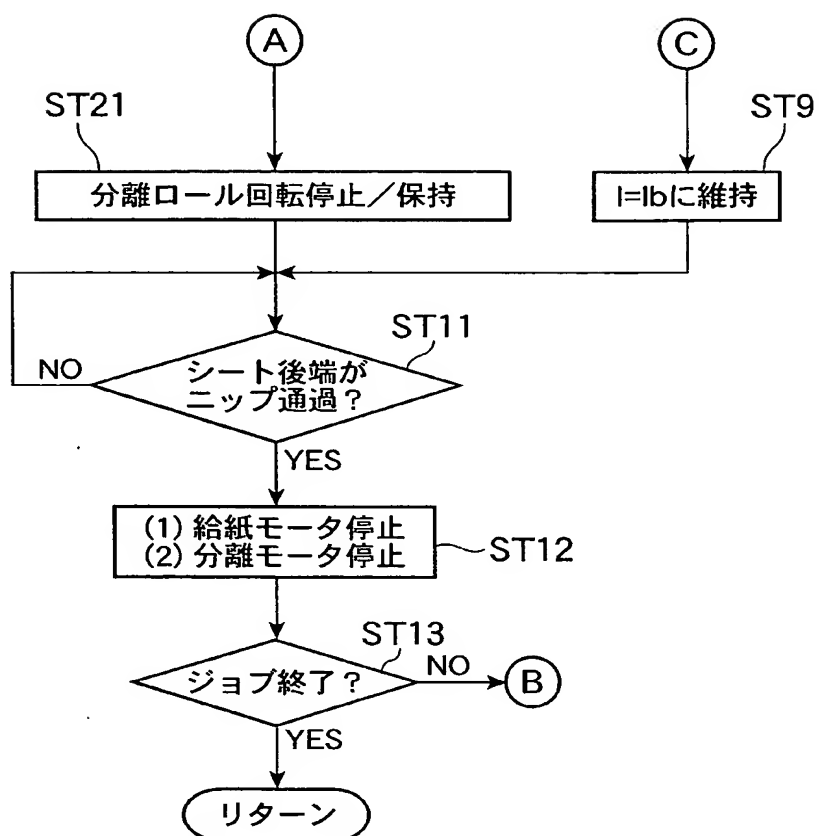 A
C
ST21
ST9
分離ロール回転停止／保持
I=Ibに維持
ST11
NO
シート後端が
ニップ通過？
YES
(1) 給紙モータ停止
(2) 分離モータ停止
ST12
ST13
ジョブ終了？
NO
B
YES
リターン